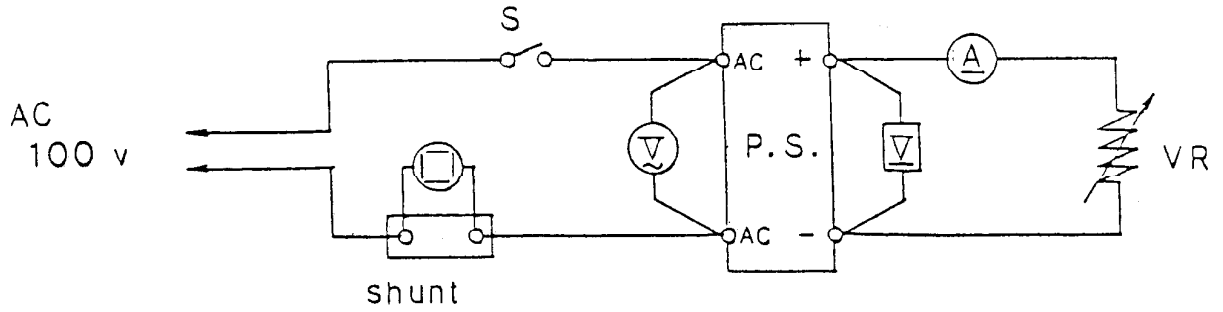 S
AC
100 v
AC +
A
V
P.S.
V
VR
AC -
shunt